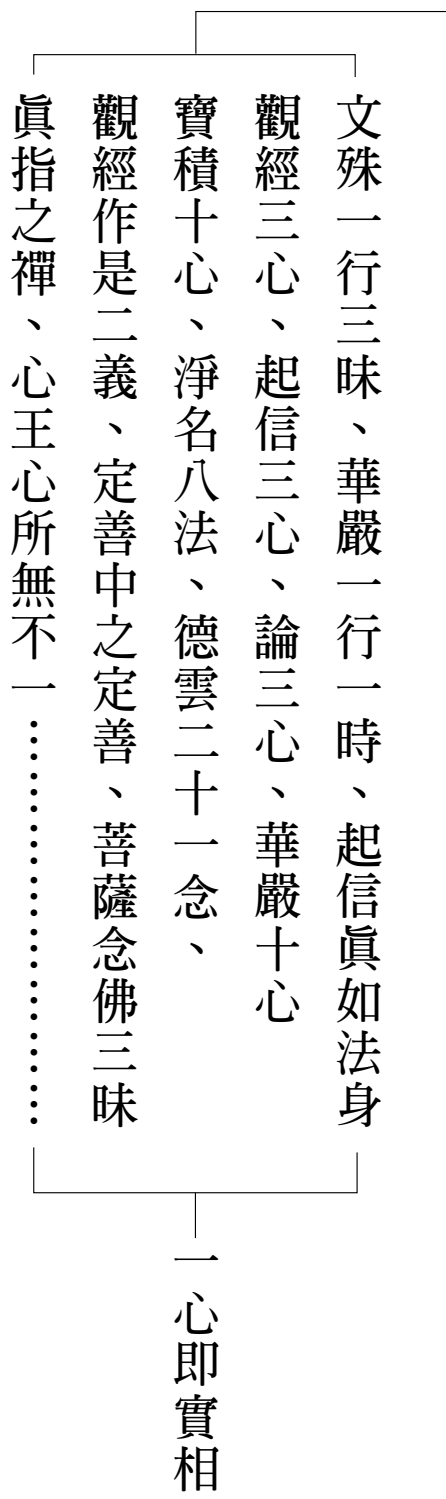 文殊一行三昧、華嚴一行一時、起信眞如法身
觀經三心、起信三心、論三心、華嚴十心
寶積十心、淨名八法、德雲二十一念、
觀經作是二義、定善中之定善、菩薩念佛三昧
眞指之禪、心王心所無不一⋯⋯⋯⋯⋯⋯⋯⋯⋯⋯
一心即實相